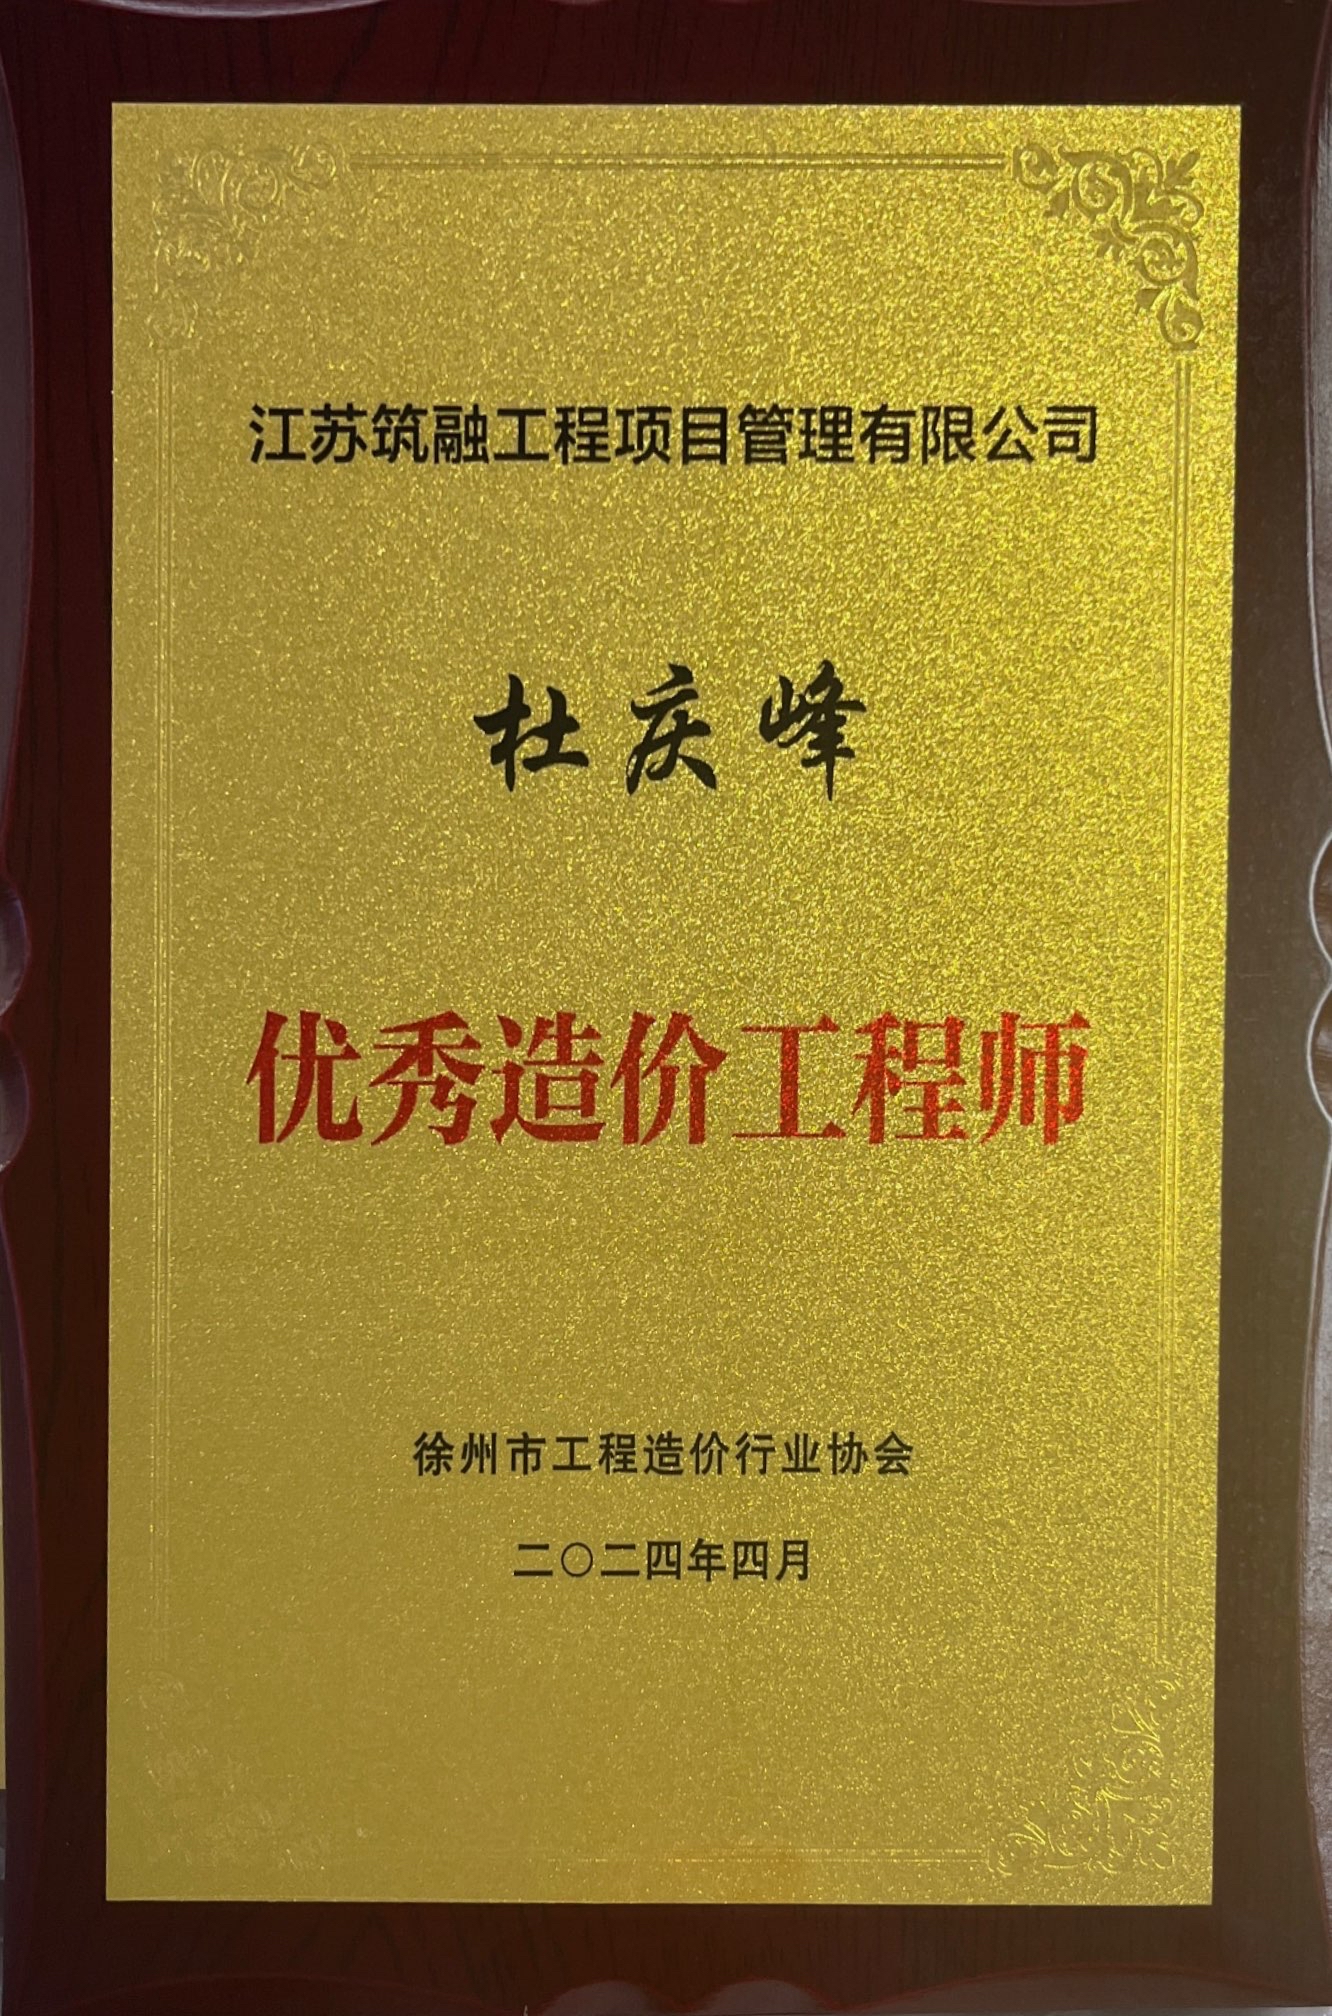 江苏筑融工程项目管理有限公司
杜庆峰
优秀造价工程师
徐州市工程造价行业协会
二〇二四年四月